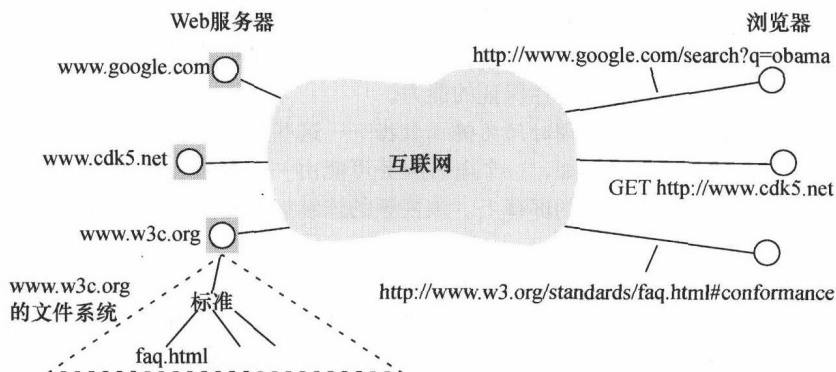 Web服务器
浏览器
http://www.google.com/search?q=obama
www.google.com
www.cdk5.net
互联网
GET http://www.cdk5.net
www.w3c.org
www.w3c.org
的文件系统
标准
http://www.w3.org/standards/faq.html#conformance
faq.html